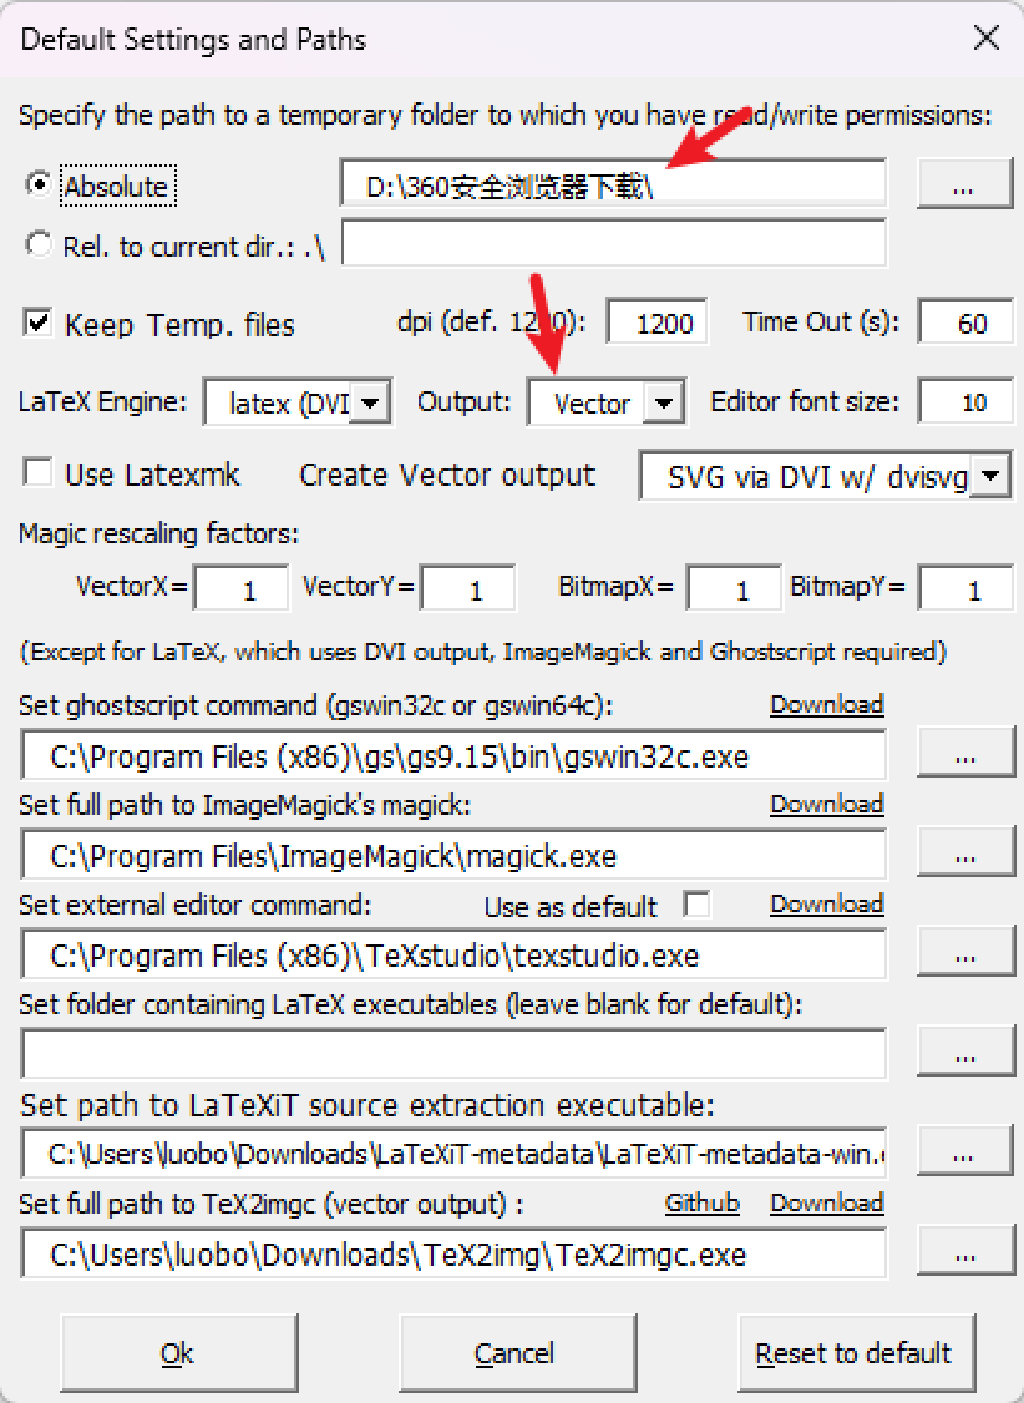 Default Settings and Paths
Specify the path to a temporary folder to which you have read/write permissions:
Absolute D:\360安全浏览器下载\ ...
Rel. to current dir.: .\
Keep Temp. files dpi (def. 1200): 1200 Time Out (s): 60
LaTeX Engine: latex (DVI Output: Vector Editor font size: 10
Use Latexmk Create Vector output SVG via DVI w/ dvisvg
Magic rescaling factors:
VectorX= 1 VectorY= 1 BitmapX= 1 BitmapY= 1
(Except for LaTeX, which uses DVI output, ImageMagick and Ghostscript required)
Set ghostscript command (gswin32c or gswin64c): Download
C:\Program Files (x86)\gs\gs9.15\bin\gswin32c.exe ...
Set full path to ImageMagick's magick: Download
C:\Program Files\ImageMagick\magick.exe ...
Set external editor command: Use as default Download
C:\Program Files (x86)\TeXstudio\texstudio.exe ...
Set folder containing LaTeX executables (leave blank for default):
...
Set path to LaTeXiT source extraction executable:
C:\Users\luobo\Downloads\LaTeXiT-metadata\LaTeXiT-metadata-win. ...
Set full path to TeX2imgc (vector output) : Github Download
C:\Users\luobo\Downloads\TeX2img\TeX2imgc.exe ...
Ok Cancel Reset to default